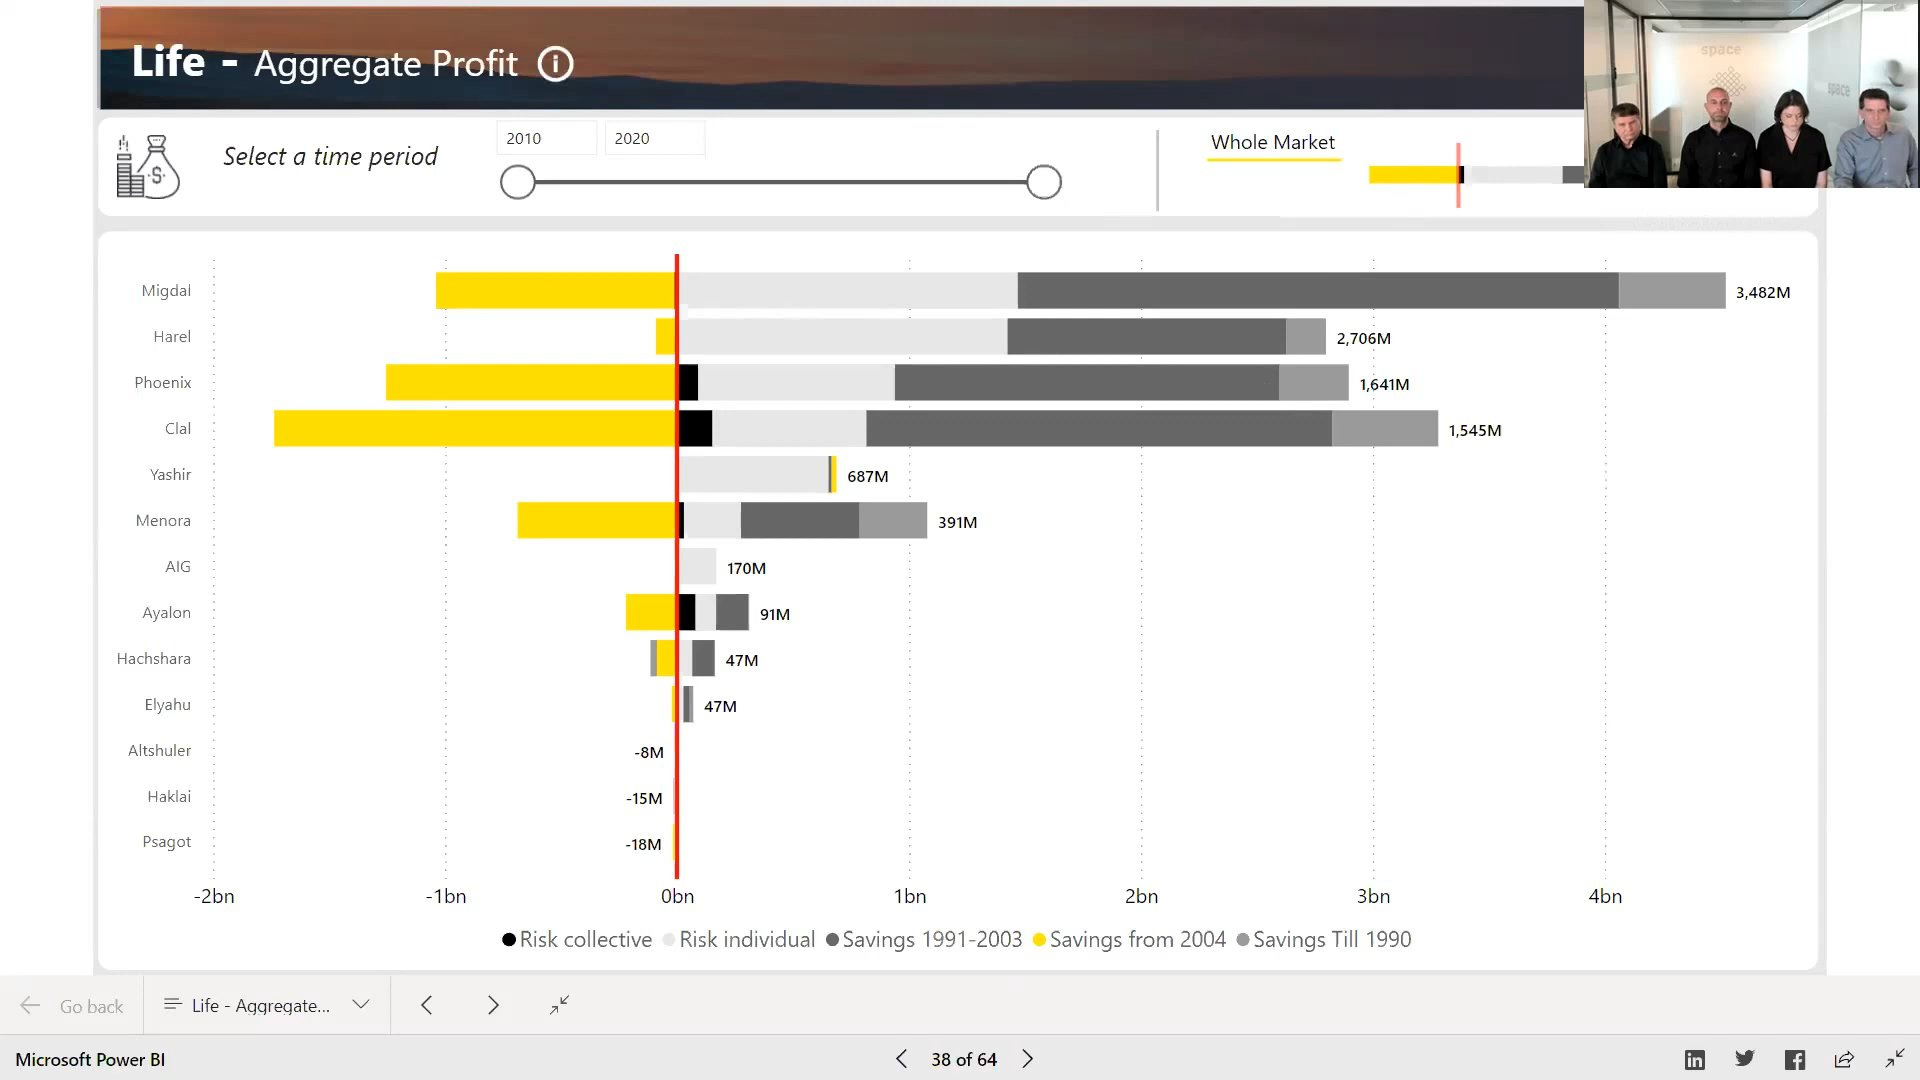 Life - Aggregate Profit
space
space
Select a time period
2010
2020
Whole Market
Migdal
3,482M
Harel
2,706M
Phoenix
1,641M
Clal
1,545M
Yashir
687M
Menora
391M
AIG
170M
Ayalon
91M
Hachshara
47M
Elyahu
47M
Altshuler
-8M
Haklai
-15M
Psagot
-18M
-2bn
-1bn
0bn
1bn
2bn
3bn
4bn
Risk collective
Risk individual
Savings 1991-2003
Savings from 2004
Savings Till 1990
Go back
Life - Aggregate...
Microsoft Power BI
38 of 64